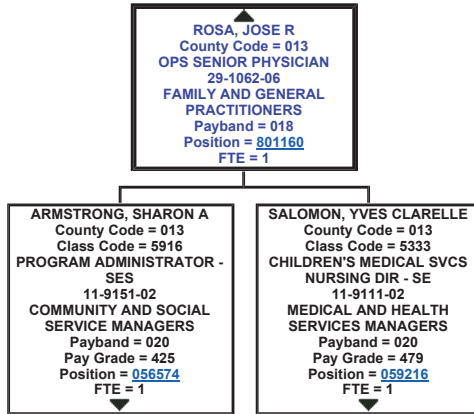 ROSA, JOSE R
County Code = 013
OPS SENIOR PHYSICIAN
29-1062-06
FAMILY AND GENERAL
PRACTITIONERS
Payband = 018
Position = 801160
FTE = 1
ARMSTRONG, SHARON A
County Code = 013
Class Code = 5916
PROGRAM ADMINISTRATOR -
SES
11-9151-02
COMMUNITY AND SOCIAL
SERVICE MANAGERS
Payband = 020
Pay Grade = 425
Position = 056574
FTE = 1
SALOMON, YVES CLARELLE
County Code = 013
Class Code = 5333
CHILDREN'S MEDICAL SVCS
NURSING DIR - SE
11-9111-02
MEDICAL AND HEALTH
SERVICES MANAGERS
Payband = 020
Pay Grade = 479
Position = 059216
FTE = 1